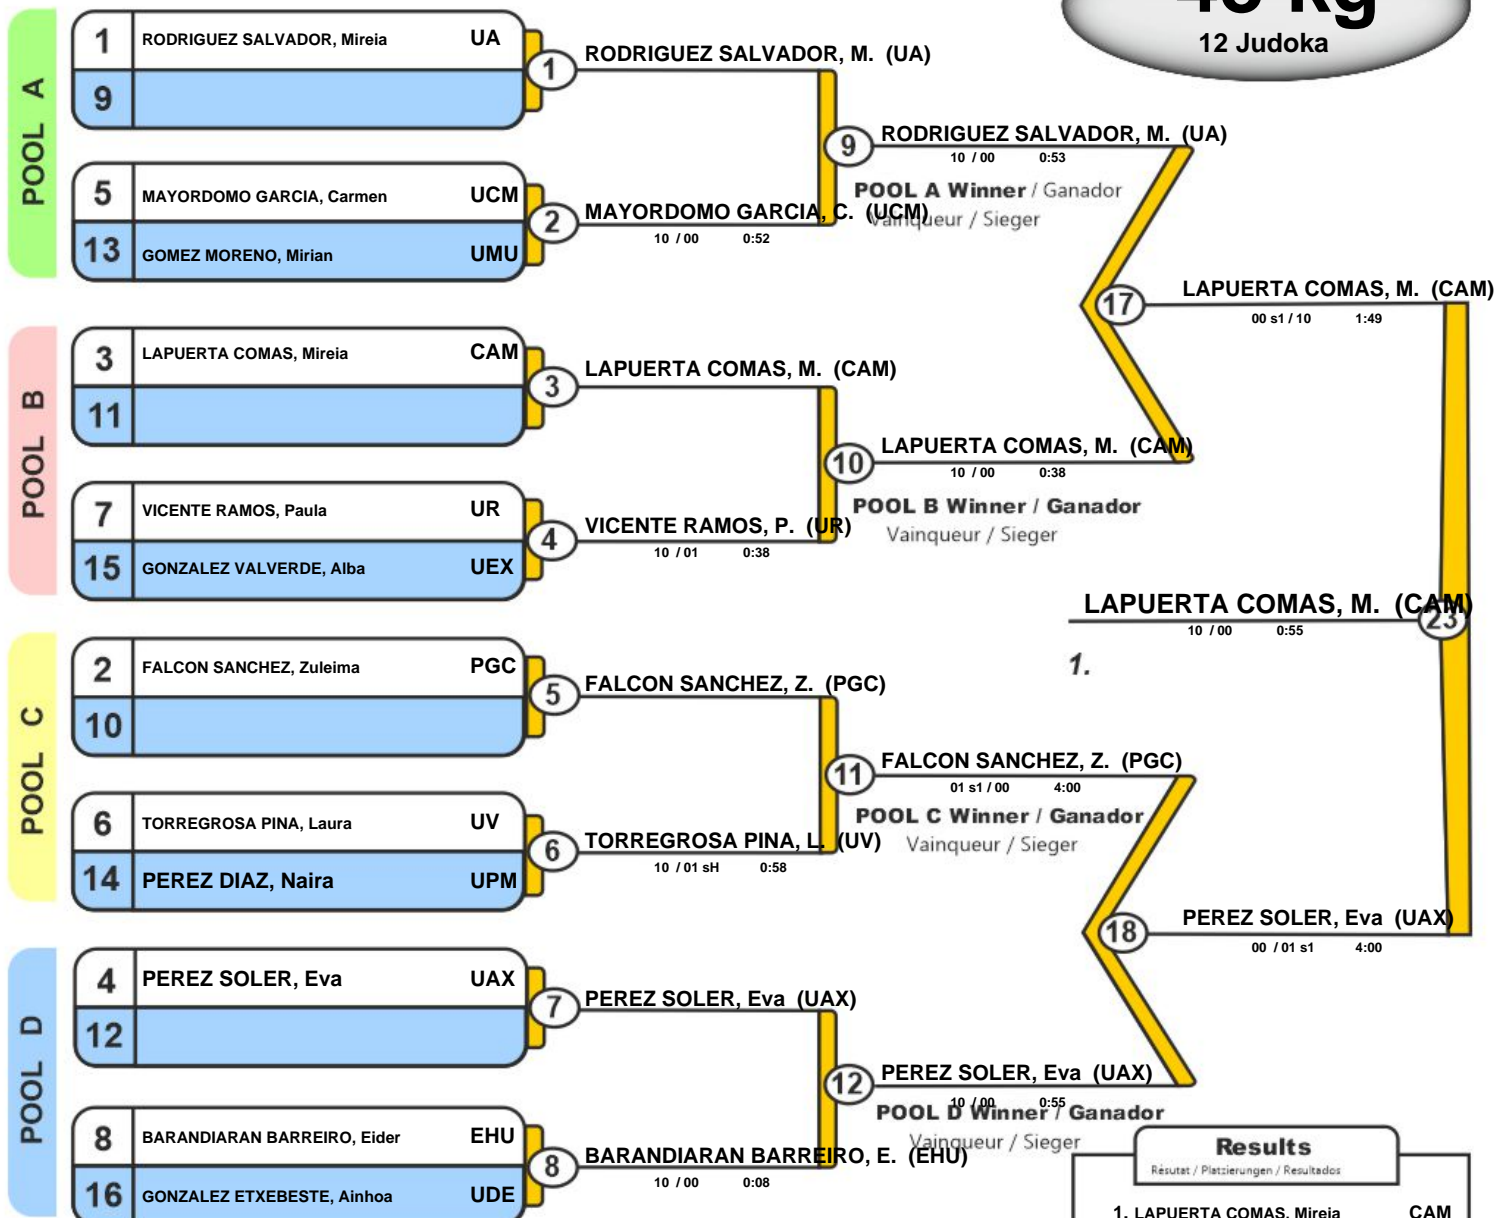 48 kg
12 Judoka
POOL A
1 RODRIGUEZ SALVADOR, Mireia UA
9
1
RODRIGUEZ SALVADOR, M. (UA)
5 MAYORDOMO GARCIA, Carmen UCM
13 GOMEZ MORENO, Mirian UMU
2
MAYORDOMO GARCIA, C. (UCM)
10 / 00 0:52
9
RODRIGUEZ SALVADOR, M. (UA)
10 / 00 0:53
POOL A Winner / Ganador
Vainqueur / Sieger
POOL B
3 LAPUERTA COMAS, Mireia CAM
11
3
LAPUERTA COMAS, M. (CAM)
7 VICENTE RAMOS, Paula UR
15 GONZALEZ VALVERDE, Alba UEX
4
VICENTE RAMOS, P. (UR)
10 / 01 0:38
10
LAPUERTA COMAS, M. (CAM)
10 / 00 0:38
POOL B Winner / Ganador
Vainqueur / Sieger
17
LAPUERTA COMAS, M. (CAM)
00 s1 / 10 1:49
LAPUERTA COMAS, M. (CAM)
23
10 / 00 0:55
1.
POOL C
2 FALCON SANCHEZ, Zuleima PGC
10
5
FALCON SANCHEZ, Z. (PGC)
6 TORREGROSA PINA, Laura UV
14 PEREZ DIAZ, Naira UPM
6
TORREGROSA PINA, L. (UV)
10 / 01 sH 0:58
11
FALCON SANCHEZ, Z. (PGC)
01 s1 / 00 4:00
POOL C Winner / Ganador
Vainqueur / Sieger
POOL D
4 PEREZ SOLER, Eva UAX
12
7
PEREZ SOLER, Eva (UAX)
8 BARANDIARAN BARREIRO, Eider EHU
16 GONZALEZ ETXEBESTE, Ainhoa UDE
8
BARANDIARAN BARREIRO, E. (EHU)
10 / 00 0:08
12
PEREZ SOLER, Eva (UAX)
10 / 00 0:55
POOL D Winner / Ganador
Vainqueur / Sieger
18
PEREZ SOLER, Eva (UAX)
00 / 01 s1 4:00
Results
Résutat / Platzierungen / Resultados
1. LAPUERTA COMAS, Mireia CAM